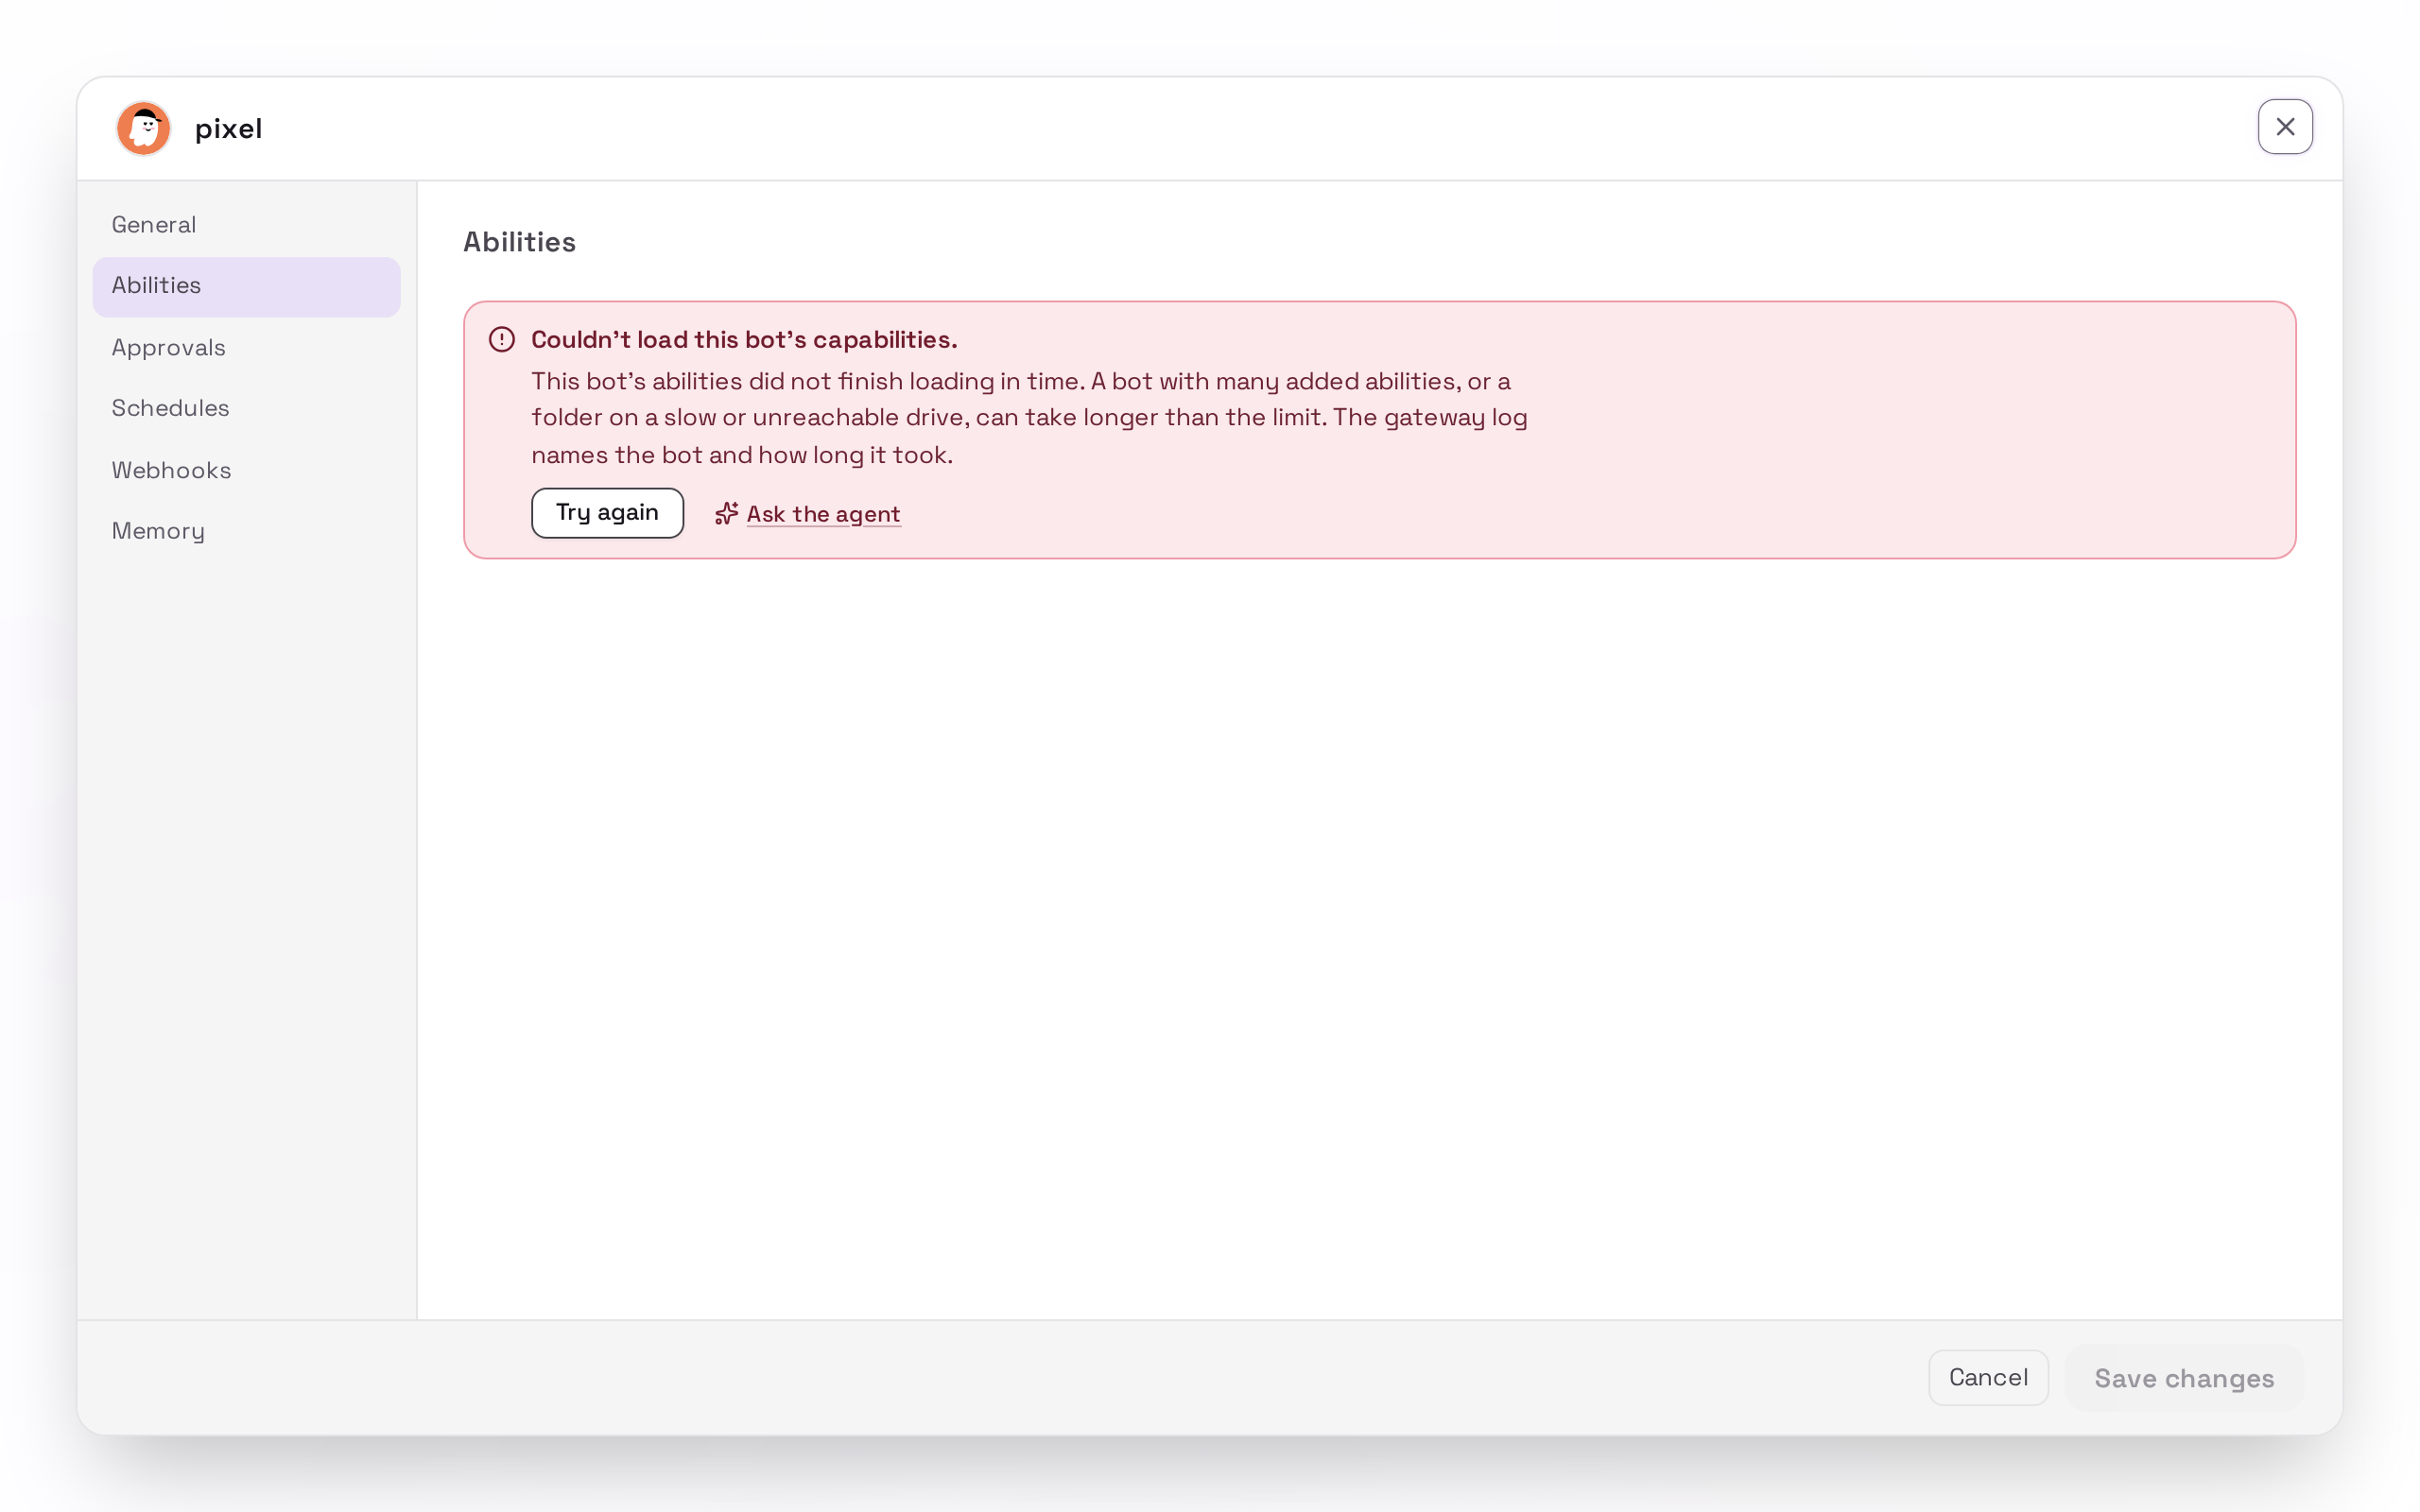 pixel
General
Abilities
Approvals
Schedules
Webhooks
Memory
Abilities
Couldn’t load this bot’s capabilities.
This bot’s abilities did not finish loading in time. A bot with many added abilities, or a
folder on a slow or unreachable drive, can take longer than the limit. The gateway log
names the bot and how long it took.
Try again
Ask the agent
Cancel
Save changes